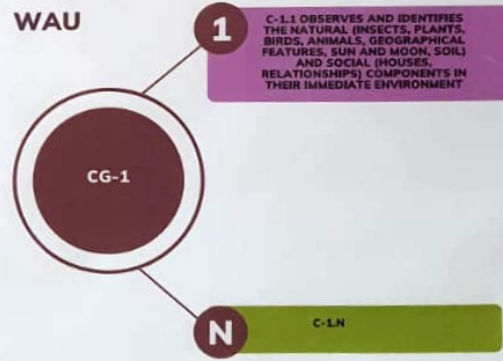 WAU
1
C-1.1 OBSERVES AND IDENTIFIES
THE NATURAL (INSECTS, PLANTS,
BIRDS, ANIMALS, GEOGRAPHICAL
FEATURES, SUN AND MOON, SOIL)
AND SOCIAL (HOUSES,
RELATIONSHIPS) COMPONENTS IN
THEIR IMMEDIATE ENVIRONMENT
CG-1
N
C-1.N